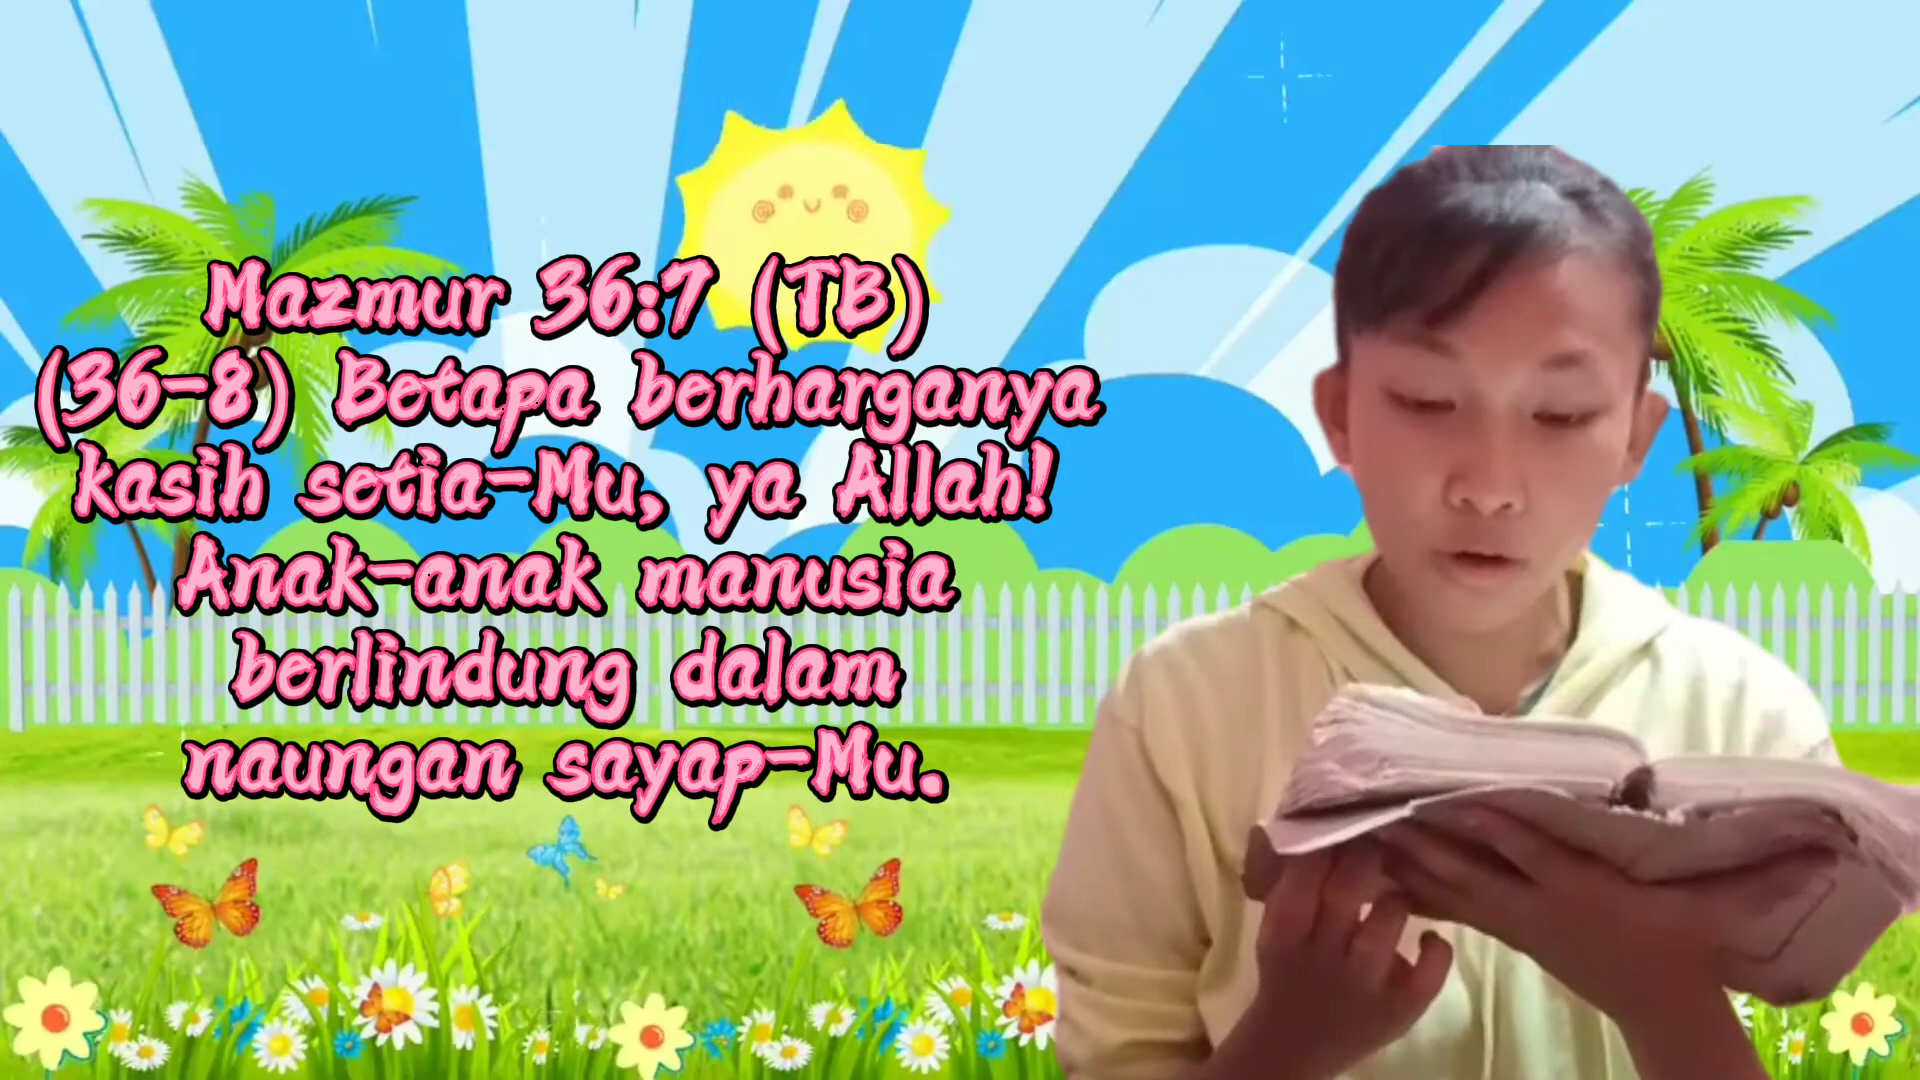 Mazmur 36:7 (TB)
(36-8) Betapa berharganya
kasih setia-Mu, ya Allah!
Anak-anak manusia
berlindung dalam
naungan sayap-Mu.